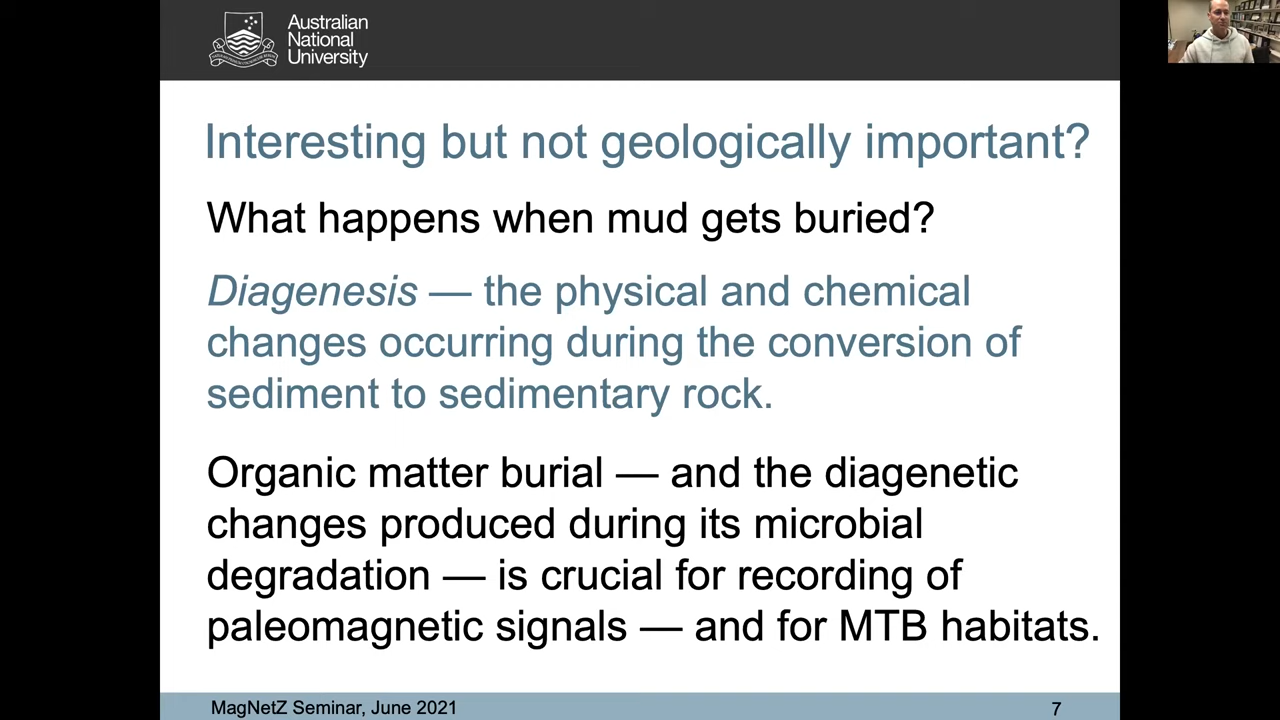 Australian
National
University
Interesting but not geologically important?
What happens when mud gets buried?
Diagenesis — the physical and chemical
changes occurring during the conversion of
sediment to sedimentary rock.
Organic matter burial — and the diagenetic
changes produced during its microbial
degradation — is crucial for recording of
paleomagnetic signals — and for MTB habitats.
MagNetZ Seminar, June 2021
7